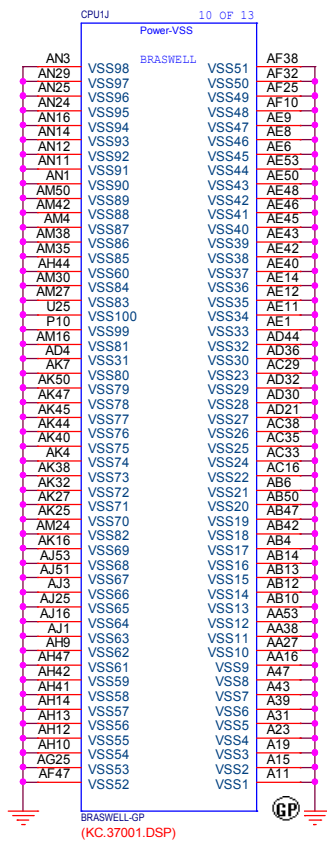 CPU1J 10 OF 13
Power-VSS
BRASWELL
AN3 VSS98 VSS51 AF38
AN29 VSS97 VSS50 AF32
AN25 VSS96 VSS49 AF25
AN24 VSS95 VSS48 AF10
AN16 VSS94 VSS47 AE9
AN14 VSS93 VSS46 AE8
AN12 VSS92 VSS45 AE6
AN11 VSS91 VSS44 AE53
AN1 VSS90 VSS43 AE50
AM50 VSS89 VSS42 AE48
AM42 VSS88 VSS41 AE46
AM4 VSS87 VSS40 AE45
AM38 VSS86 VSS39 AE43
AM35 VSS85 VSS38 AE42
AH44 VSS60 VSS37 AE40
AM30 VSS84 VSS36 AE14
AM27 VSS83 VSS35 AE12
U25 VSS100 VSS34 AE11
P10 VSS99 VSS33 AE1
AM16 VSS81 VSS32 AD44
AD4 VSS31 VSS30 AD36
AK7 VSS80 VSS23 AC29
AK50 VSS79 VSS29 AD32
AK47 VSS78 VSS28 AD30
AK45 VSS77 VSS27 AD21
AK44 VSS76 VSS26 AC38
AK40 VSS75 VSS25 AC35
AK4 VSS74 VSS24 AC33
AK38 VSS73 VSS22 AC16
AK32 VSS72 VSS21 AB6
AK27 VSS71 VSS20 AB50
AK25 VSS70 VSS19 AB47
AM24 VSS82 VSS18 AB42
AK16 VSS69 VSS17 AB4
AJ53 VSS68 VSS16 AB14
AJ51 VSS67 VSS15 AB13
AJ3 VSS66 VSS14 AB12
AJ25 VSS65 VSS13 AB10
AJ16 VSS64 VSS12 AA53
AJ1 VSS63 VSS11 AA38
AH9 VSS62 VSS10 AA27
AH47 VSS61 VSS9 AA16
AH42 VSS59 VSS8 A47
AH41 VSS58 VSS7 A43
AH14 VSS57 VSS6 A39
AH13 VSS56 VSS5 A31
AH12 VSS55 VSS4 A23
AH10 VSS54 VSS3 A19
AG25 VSS53 VSS2 A15
AF47 VSS52 VSS1 A11
GP
BRASWELL-GP
(KC.37001.DSP)